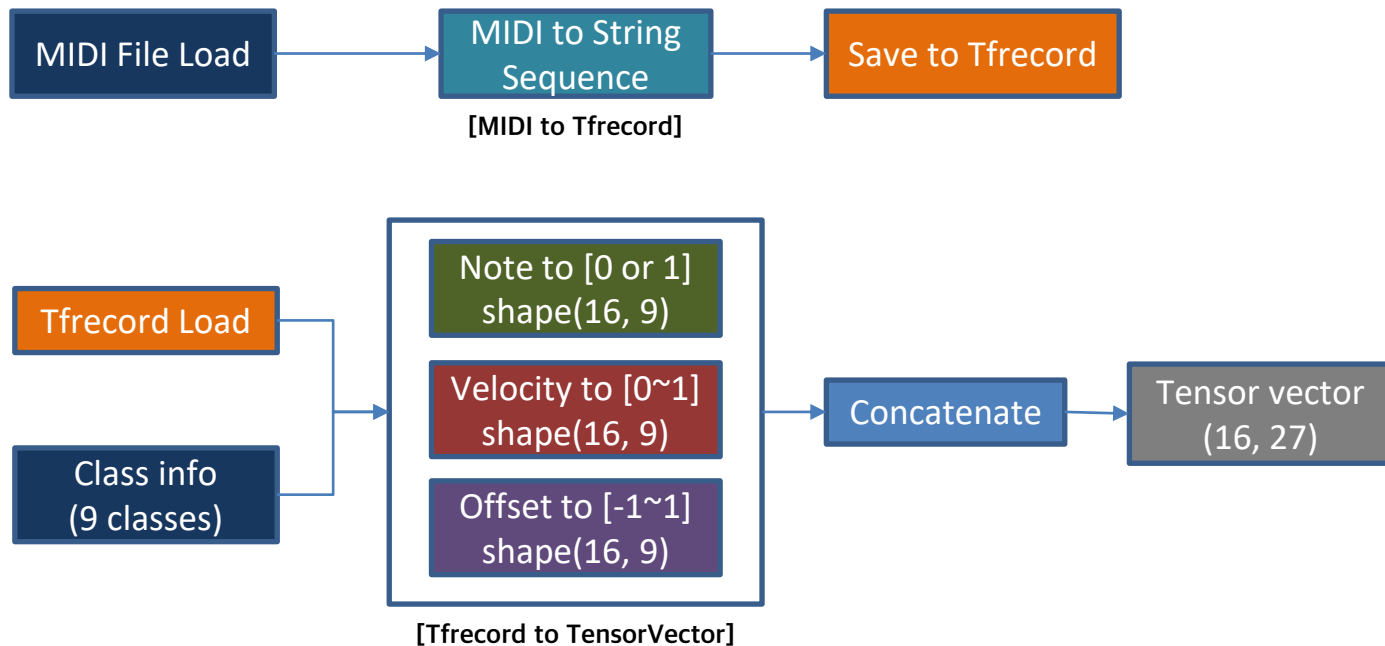 MIDI File Load
MIDI to String
Sequence
Save to Tfrecord
[MIDI to Tfrecord]
Tfrecord Load
Class info
(9 classes)
Note to [0 or 1]
shape(16, 9)
Velocity to [0~1]
shape(16, 9)
Offset to [-1~1]
shape(16, 9)
[Tfrecord to TensorVector]
Concatenate
Tensor vector
(16, 27)